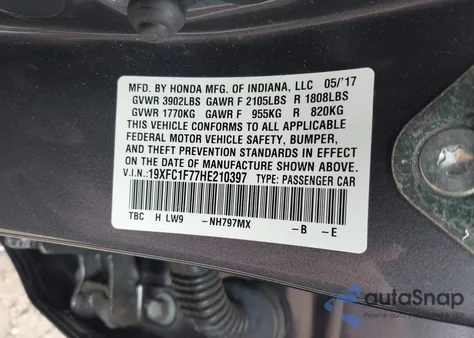 MFD. BY HONDA MFG. OF INDIANA, LLC 05/'17
GVWR 3902LBS GAWR F 2105LBS R 1808LBS
GVWR 1770KG GAWR F 955KG R 820KG
THIS VEHICLE CONFORMS TO ALL APPLICABLE
FEDERAL MOTOR VEHICLE SAFETY, BUMPER,
AND THEFT PREVENTION STANDARDS IN EFFECT
ON THE DATE OF MANUFACTURE SHOWN ABOVE.
V.I.N.:19XFC1F77HE210397 TYPE: PASSENGER CAR
TBC H LW9 -NH797MX -B -E
autoSnap